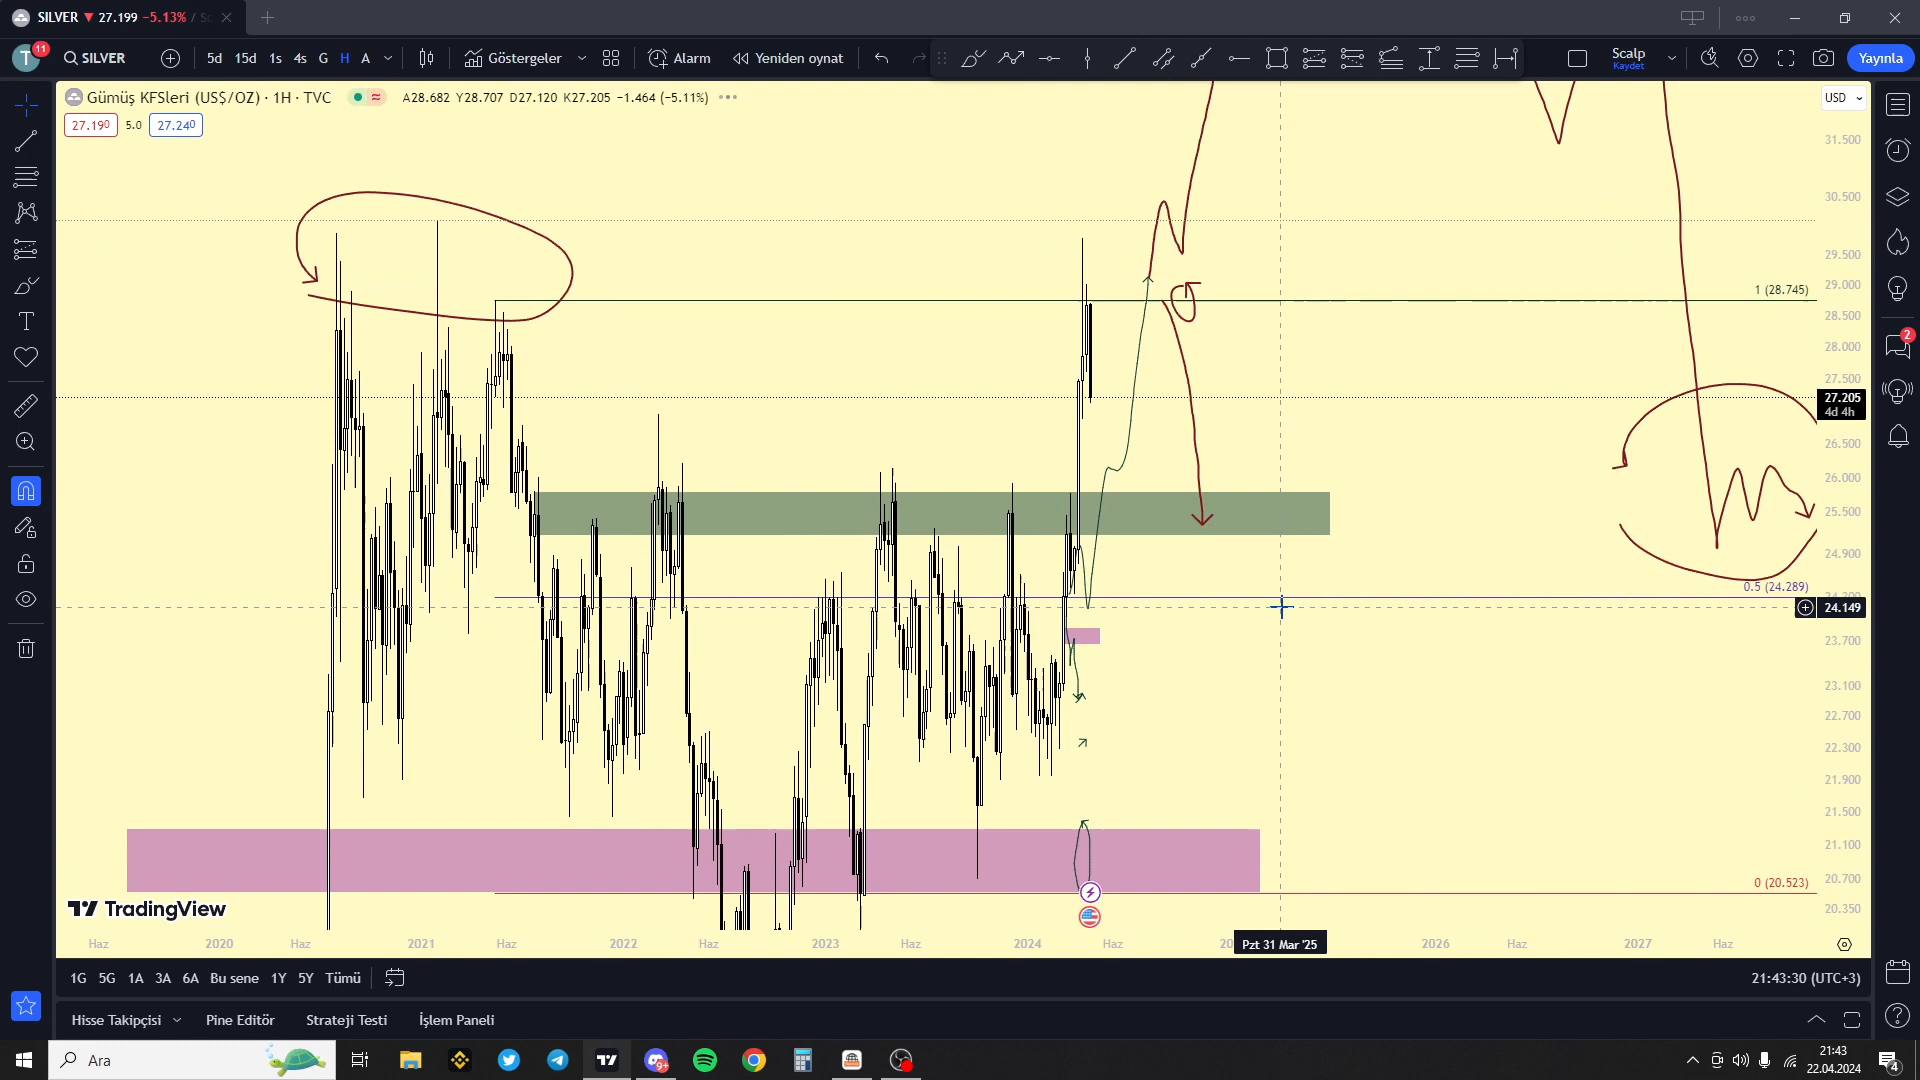 SILVER ▼ 27.199 −5.13% /
T 11 SILVER 5d 15d 1s 4s G H A Göstergeler Alarm Yeniden oynat Scalp Kaydet Yayınla
Gümüş KFSleri (US$/OZ) · 1H · TVC A28.682 Y28.707 D27.120 K27.205 −1.464 (−5.11%)
USD
27.190 5.0 27.240
31.500
30.500
29.500
29.000
1 (28.745)
28.500
28.000
27.500
27.205
4d 4h
26.500
26.000
25.500
24.900
0.5 (24.289)
24.149
23.700
23.100
22.700
22.300
21.900
21.500
21.100
20.700
0 (20.523)
20.350
TradingView
Haz 2020 Haz 2021 Haz 2022 Haz 2023 Haz 2024 Haz Pzt 31 Mar '25 2026 Haz 2027 Haz
1G 5G 1A 3A 6A Bu sene 1Y 5Y Tümü 21:43:30 (UTC+3)
Hisse Takipçisi Pine Editör Strateji Testi İşlem Paneli
2
Ara 9+ 21:43
22.04.2024 4